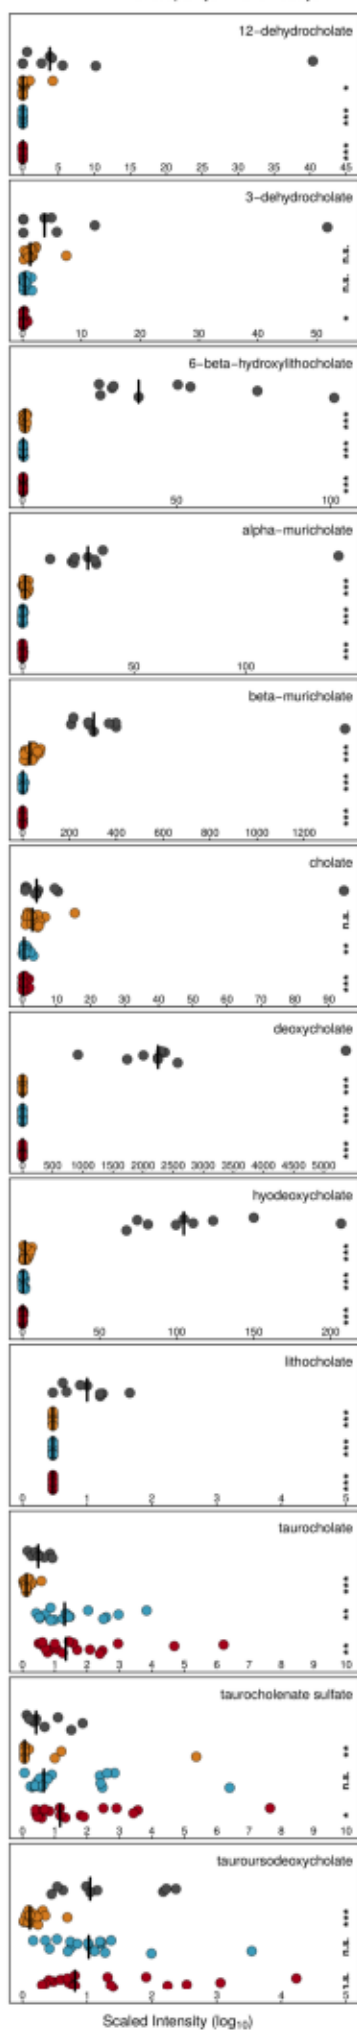 12-dehydrocholate
*
***
***
0 5 10 15 20 25 30 35 40 45
3-dehydrocholate
n.s.
n.s.
*
0 10 20 30 40 50
6-beta-hydroxylithocholate
***
***
***
0 50 100
alpha-muricholate
***
***
***
0 50 100
beta-muricholate
***
***
***
0 200 400 600 800 1000 1200
cholate
n.s.
**
***
0 10 20 30 40 50 60 70 80 90
deoxycholate
***
***
***
0 500 1000 1500 2000 2500 3000 3500 4000 4500 5000
hyodeoxycholate
***
***
***
0 50 100 150 200
lithocholate
***
***
***
0 1 2 3 4 5
taurocholate
***
**
**
0 1 2 3 4 5 6 7 8 9 10
taurocholenate sulfate
**
n.s.
*
0 1 2 3 4 5 6 7 8 9 10
tauroursodeoxycholate
***
n.s.
n.s.
0 1 2 3 4 5
Scaled Intensity (log₁₀)